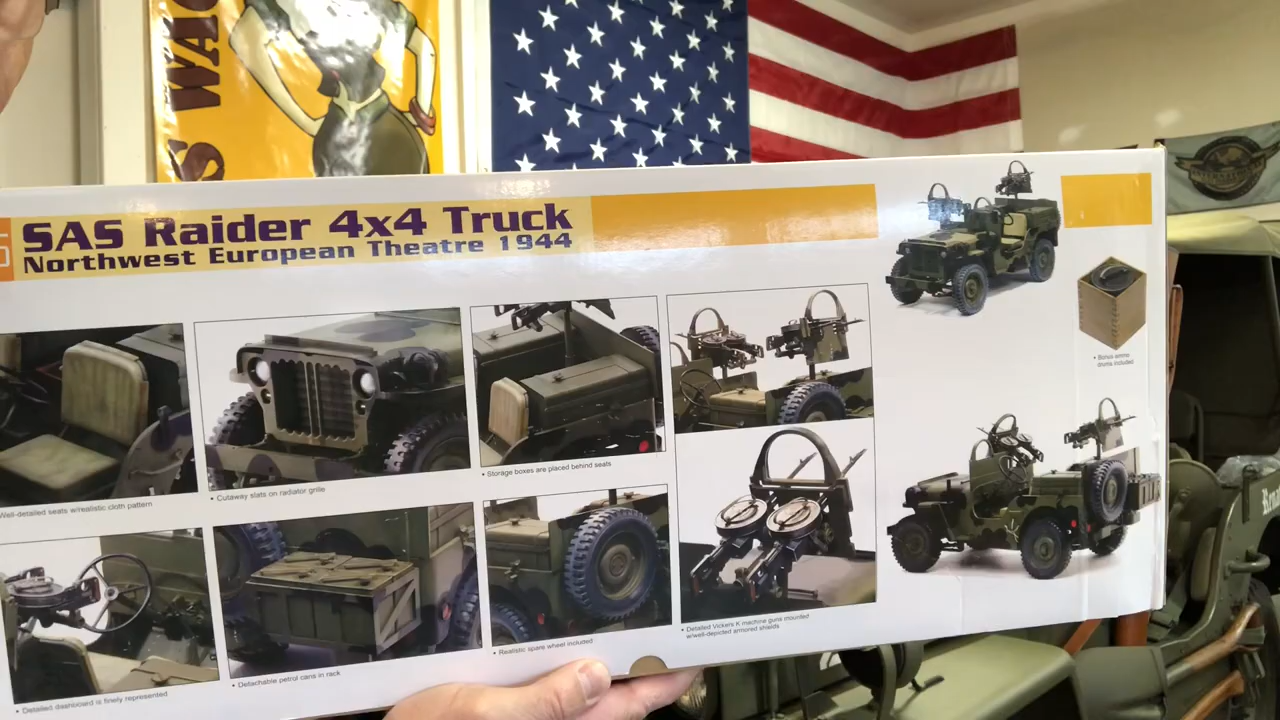 S WAC
SAS Raider 4x4 Truck
Northwest European Theatre 1944
• Bonus ammo
drums included
Well-detailed seats w/realistic cloth pattern
• Cutaway slats on radiator grille
• Storage boxes are placed behind seats
• Detailed dashboard is finely represented
• Detachable petrol cans in rack
• Realistic spare wheel included
• Detailed Vickers K machine guns mounted
w/well-depicted armored shields